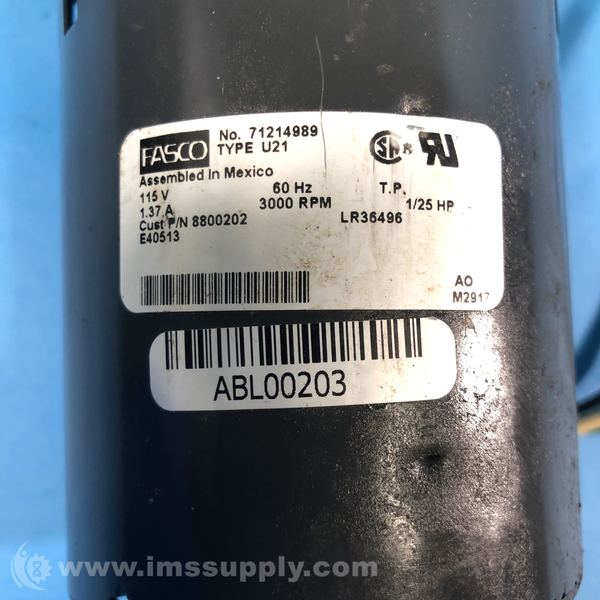 FASCO
No. 71214989
TYPE U21
Assembled In Mexico
115 V 60 Hz T.P.
1.37 A 3000 RPM 1/25 HP
Cust P/N 8800202 LR36496
E40513
AO
M2917
ABL00203
www.imssupply.com